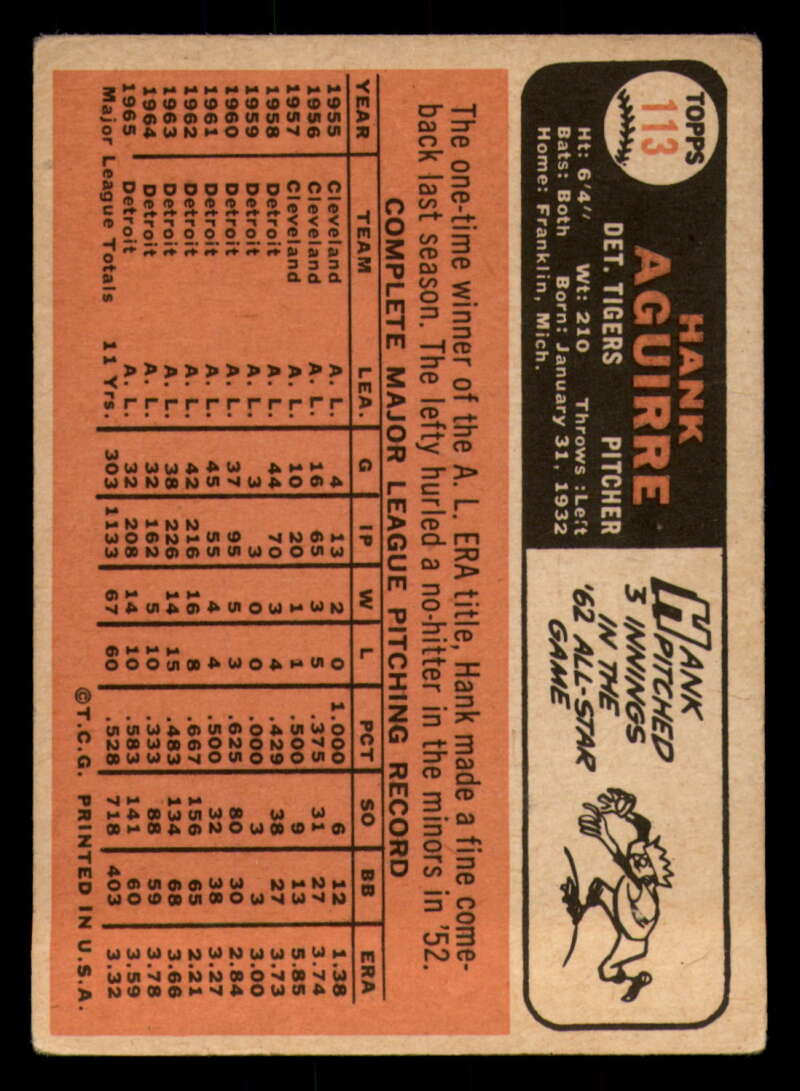 TOPPS
113
HANK
AGUIRRE
DET. TIGERS PITCHER
Ht: 6'4" Wt: 210 Throws: Left
Bats: Both Born: January 31, 1932
Home: Franklin, Mich.
HANK
PITCHED
3 INNINGS
IN THE
'62 ALL-STAR
GAME
The one-time winner of the A. L. ERA title, Hank made a fine come-
back last season. The lefty hurled a no-hitter in the minors in '52.
COMPLETE MAJOR LEAGUE PITCHING RECORD
YEAR TEAM LEA. G IP W L PCT SO BB ERA
1955 Cleveland A. L. 4 13 2 0 1.000 6 12 1.38
1956 Cleveland A. L. 16 65 3 5 .375 31 27 3.74
1957 Cleveland A. L. 10 20 1 1 .500 9 13 5.85
1958 Detroit A. L. 44 70 3 4 .429 38 27 3.73
1959 Detroit A. L. 3 3 0 0 .000 3 3 3.00
1960 Detroit A. L. 37 95 5 3 .625 80 30 2.84
1961 Detroit A. L. 45 55 4 4 .500 32 38 3.27
1962 Detroit A. L. 42 216 16 8 .667 156 65 2.21
1963 Detroit A. L. 38 226 14 15 .483 134 68 3.66
1964 Detroit A. L. 32 162 5 10 .333 88 59 3.78
1965 Detroit A. L. 32 208 14 10 .583 141 60 3.59
Major League Totals 11 Yrs. 303 1133 67 60 .528 718 403 3.32
©T.C.G. PRINTED IN U.S.A.